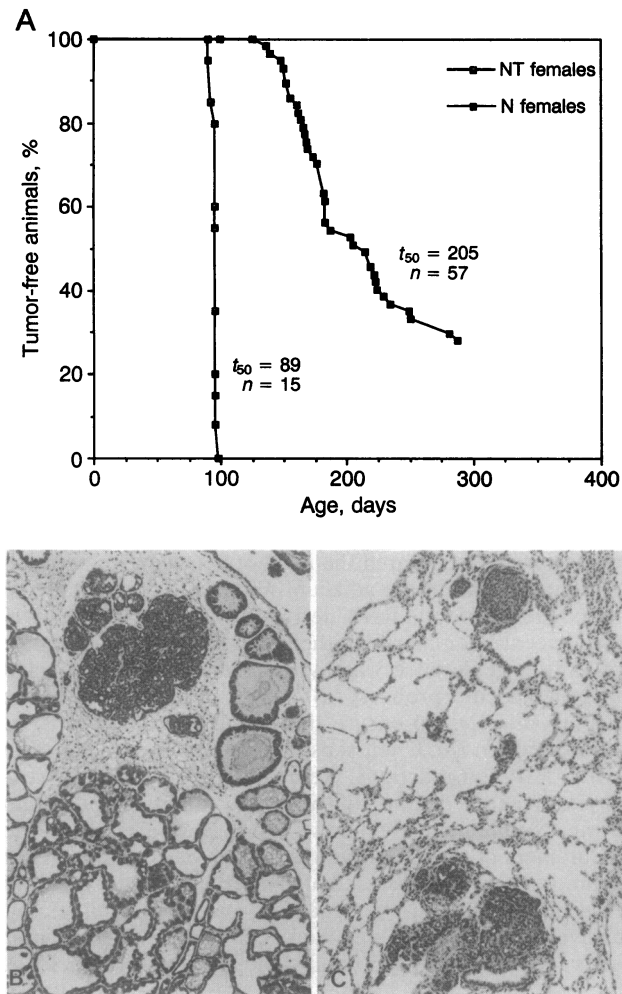 A
100
80
60
40
20
0
Tumor-free animals, %
NT females
N females
t50 = 205
n = 57
t50 = 89
n = 15
0 100 200 300 400
Age, days
B
C